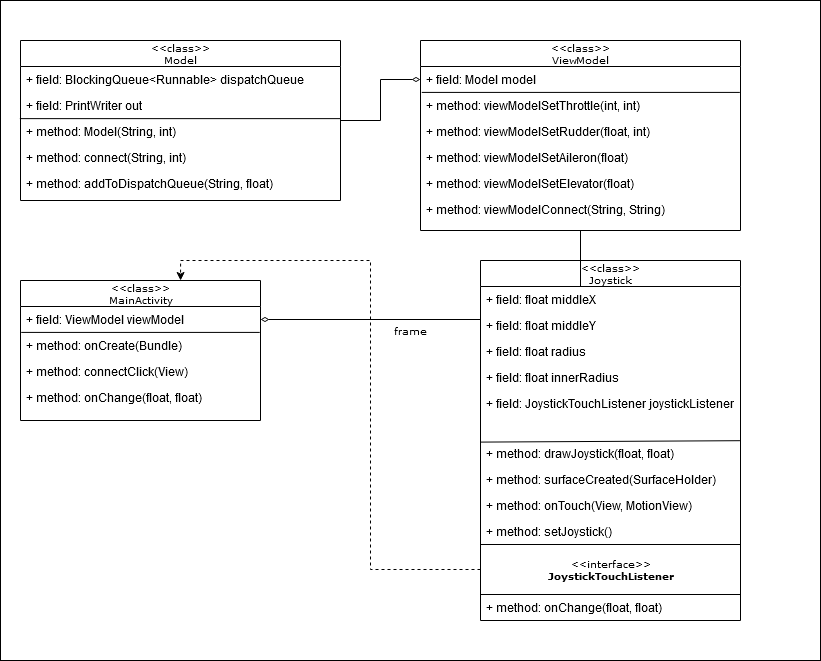 <<class>>
Model
+ field: BlockingQueue<Runnable> dispatchQueue
+ field: PrintWriter out
+ method: Model(String, int)
+ method: connect(String, int)
+ method: addToDispatchQueue(String, float)
<<class>>
ViewModel
+ field: Model model
+ method: viewModelSetThrottle(int, int)
+ method: viewModelSetRudder(float, int)
+ method: viewModelSetAileron(float)
+ method: viewModelSetElevator(float)
+ method: viewModelConnect(String, String)
<<class>>
MainActivity
+ field: ViewModel viewModel
+ method: onCreate(Bundle)
+ method: connectClick(View)
+ method: onChange(float, float)
frame
<<class>>
Joystick
+ field: float middleX
+ field: float middleY
+ field: float radius
+ field: float innerRadius
+ field: JoystickTouchListener joystickListener
+ method: drawJoystick(float, float)
+ method: surfaceCreated(SurfaceHolder)
+ method: onTouch(View, MotionView)
+ method: setJoystick()
<<interface>>
JoystickTouchListener
+ method: onChange(float, float)